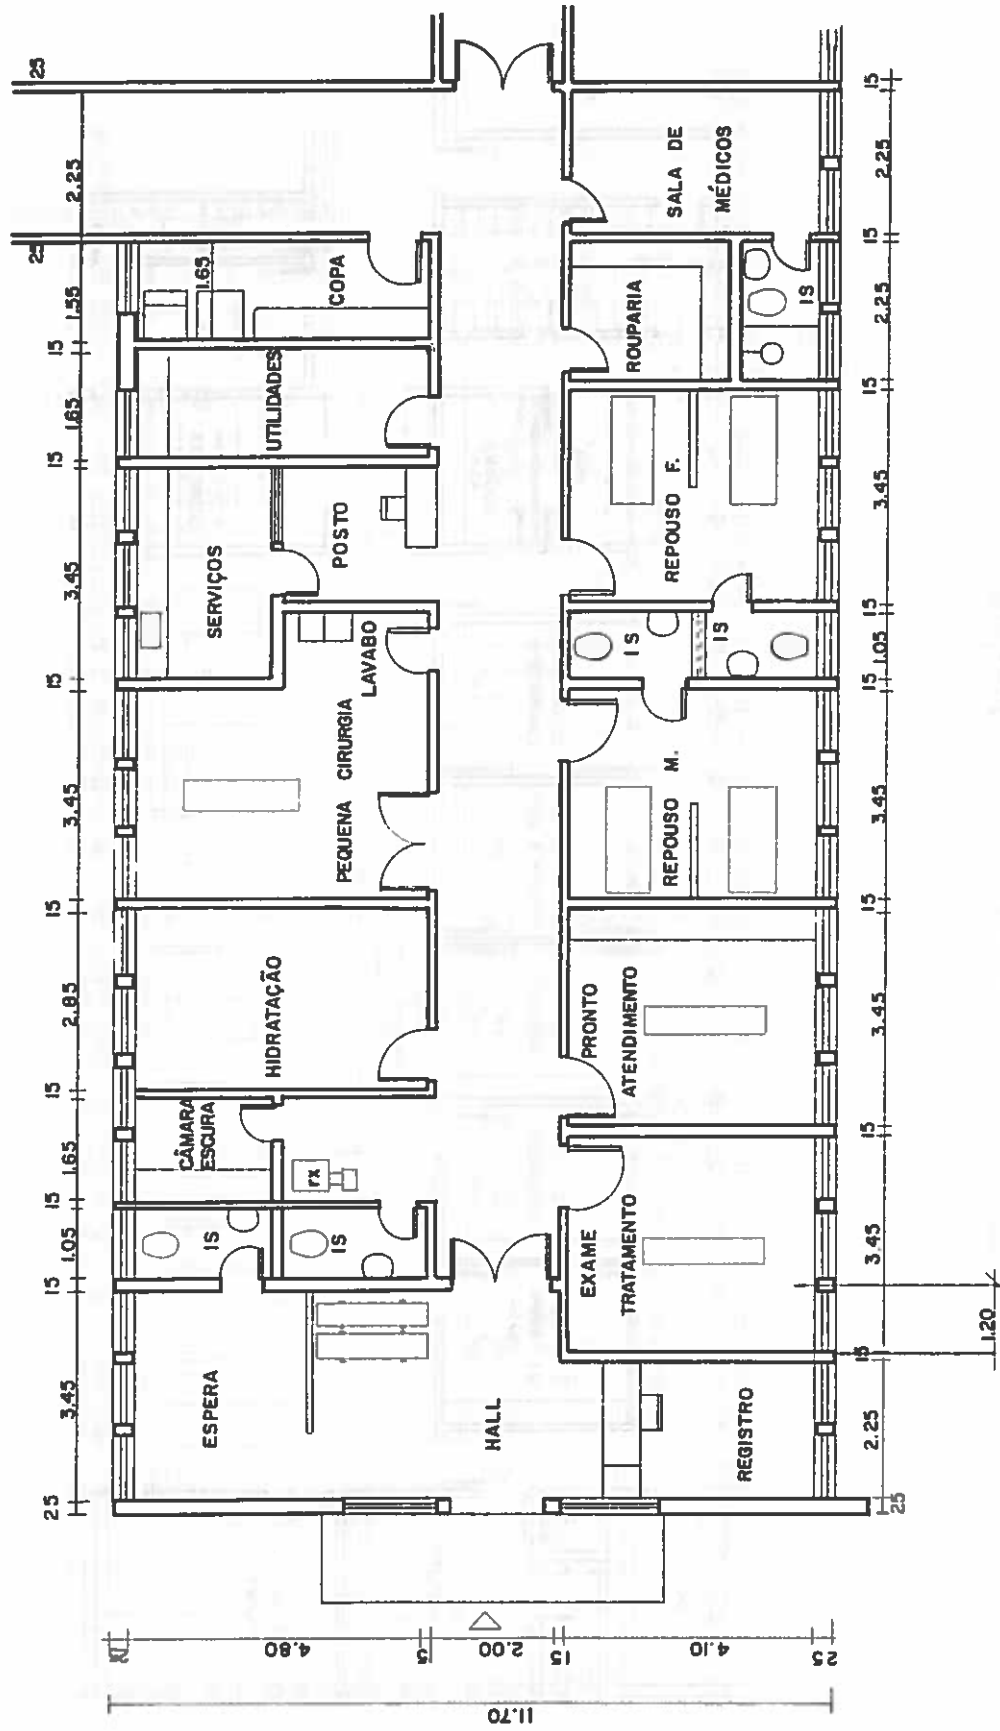 25
2.25
25
1.55
15
1.65
15
3.45
15
3.45
15
2.85
15
1.65
15
1.05
15
3.45
25
1.65
COPA
UTILIDADES
SERVIÇOS
POSTO
LAVABO
PEQUENA CIRURGIA
HIDRATAÇÃO
CÂMARA
ESCURA
rx
IS
IS
ESPERA
HALL
REGISTRO
EXAME
TRATAMENTO
PRONTO
ATENDIMENTO
REPOUSO M.
IS
IS
REPOUSO F.
ROUPARIA
IS
SALA DE
MÉDICOS
15
2.25
15
2.25
15
3.45
15
1.05
15
3.45
15
3.45
15
3.45
15
1.20
2.25
25
25
4.80
15
2.00
15
4.10
25
11.70